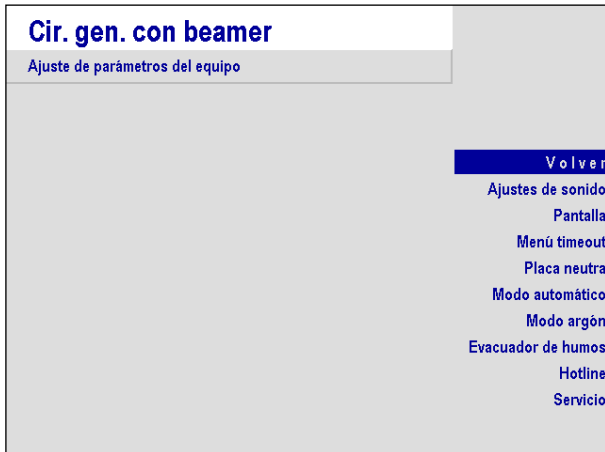 Cir. gen. con beamer
Ajuste de parámetros del equipo
Volver
Ajustes de sonido
Pantalla
Menú timeout
Placa neutra
Modo automático
Modo argón
Evacuador de humos
Hotline
Servicio